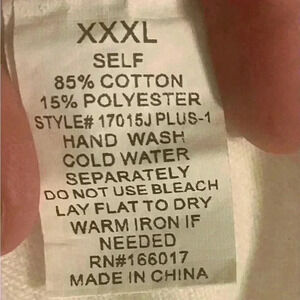 XXXL
SELF
85% COTTON
15% POLYESTER
STYLE# 17015J PLUS-1
HAND WASH
COLD WATER
SEPARATELY
DO NOT USE BLEACH
LAY FLAT TO DRY
WARM IRON IF
NEEDED
RN#166017
MADE IN CHINA